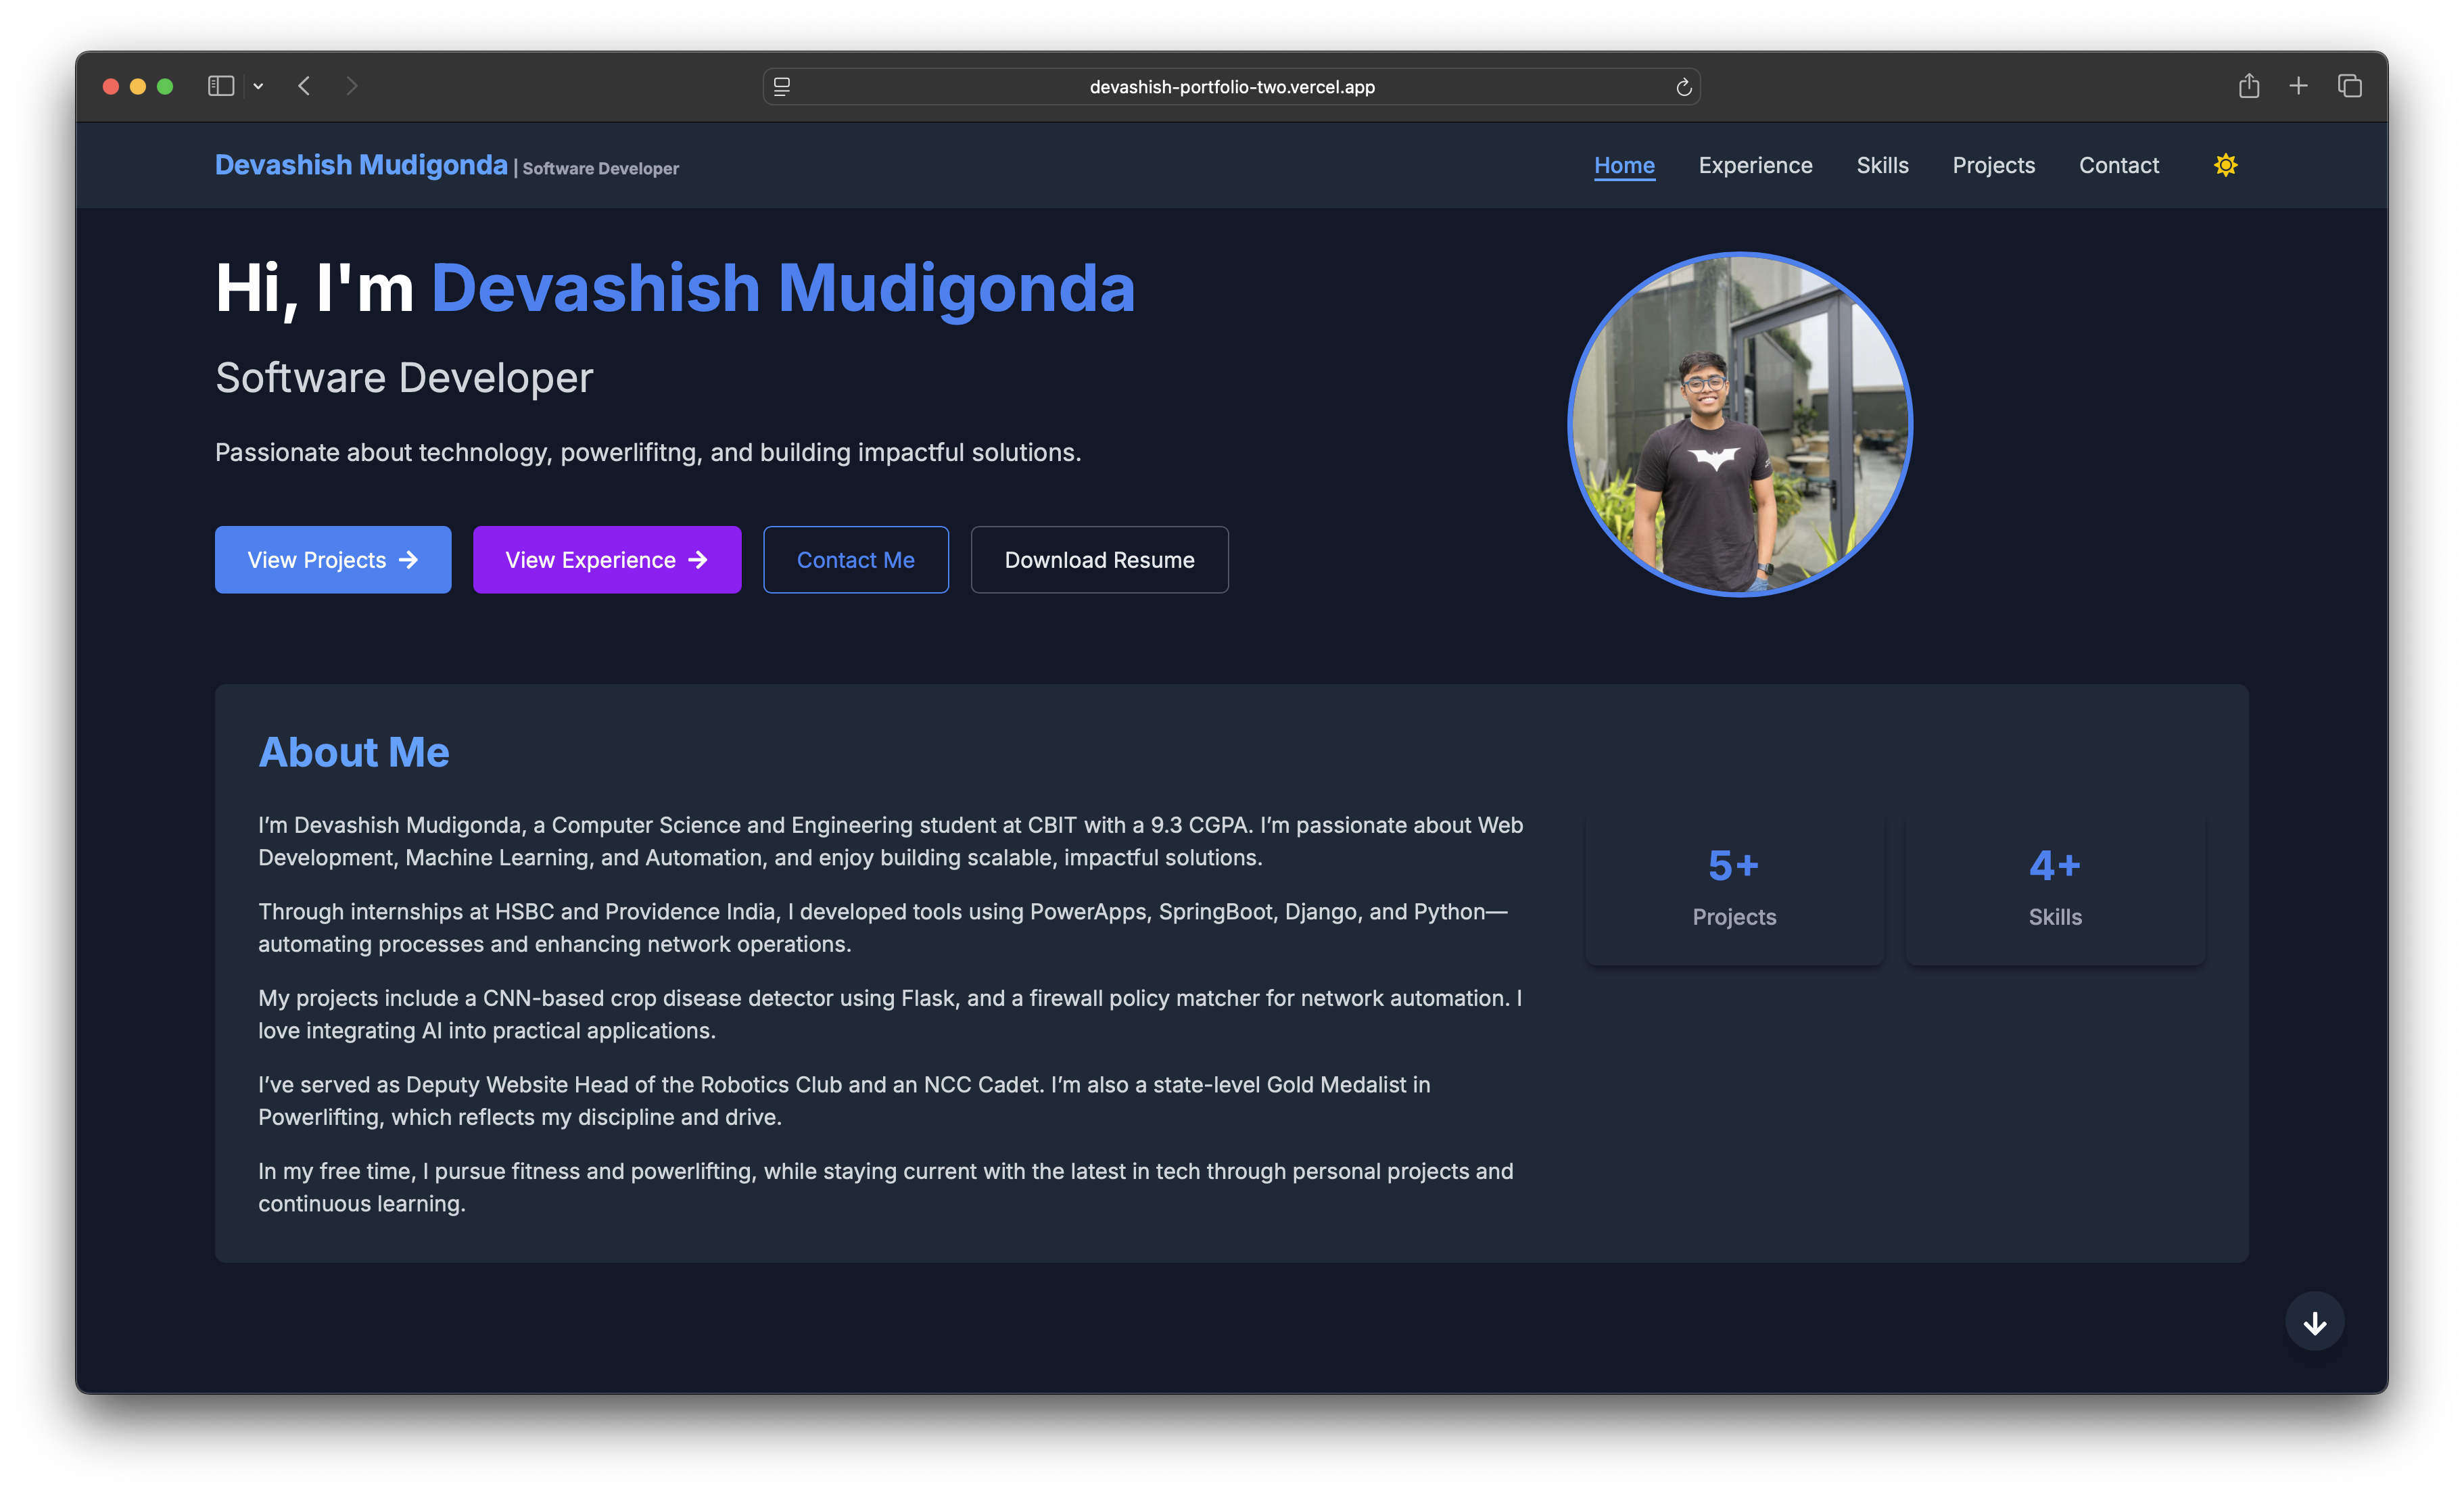 devashish-portfolio-two.vercel.app
Devashish Mudigonda | Software Developer
Home
Experience
Skills
Projects
Contact
Hi, I'm Devashish Mudigonda
Software Developer
Passionate about technology, powerlifitng, and building impactful solutions.
View Projects →
View Experience →
Contact Me
Download Resume
About Me
I’m Devashish Mudigonda, a Computer Science and Engineering student at CBIT with a 9.3 CGPA. I’m passionate about Web
Development, Machine Learning, and Automation, and enjoy building scalable, impactful solutions.
Through internships at HSBC and Providence India, I developed tools using PowerApps, SpringBoot, Django, and Python—
automating processes and enhancing network operations.
My projects include a CNN-based crop disease detector using Flask, and a firewall policy matcher for network automation. I
love integrating AI into practical applications.
I’ve served as Deputy Website Head of the Robotics Club and an NCC Cadet. I’m also a state-level Gold Medalist in
Powerlifting, which reflects my discipline and drive.
In my free time, I pursue fitness and powerlifting, while staying current with the latest in tech through personal projects and
continuous learning.
5+
Projects
4+
Skills